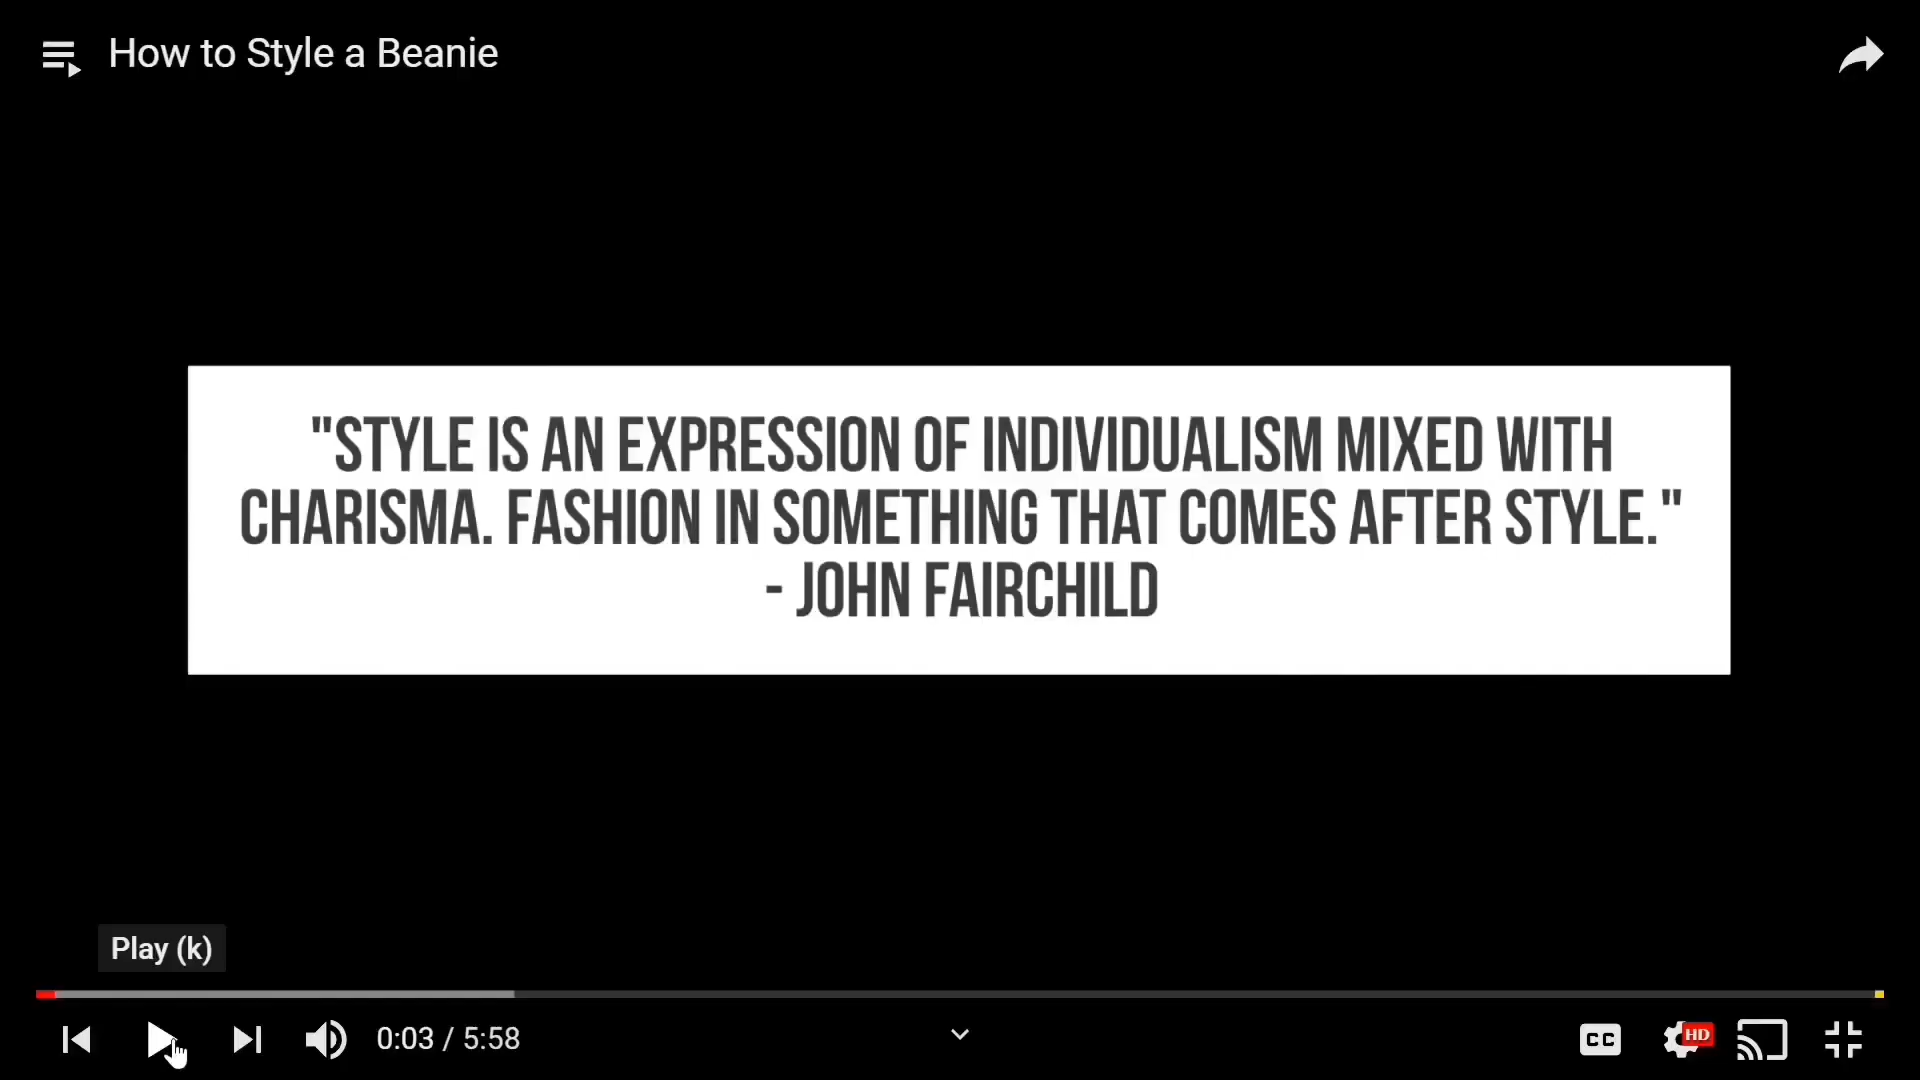 How to Style a Beanie
"STYLE IS AN EXPRESSION OF INDIVIDUALISM MIXED WITH
CHARISMA. FASHION IN SOMETHING THAT COMES AFTER STYLE."
- JOHN FAIRCHILD
Play (k)
0:03 / 5:58
CC
HD